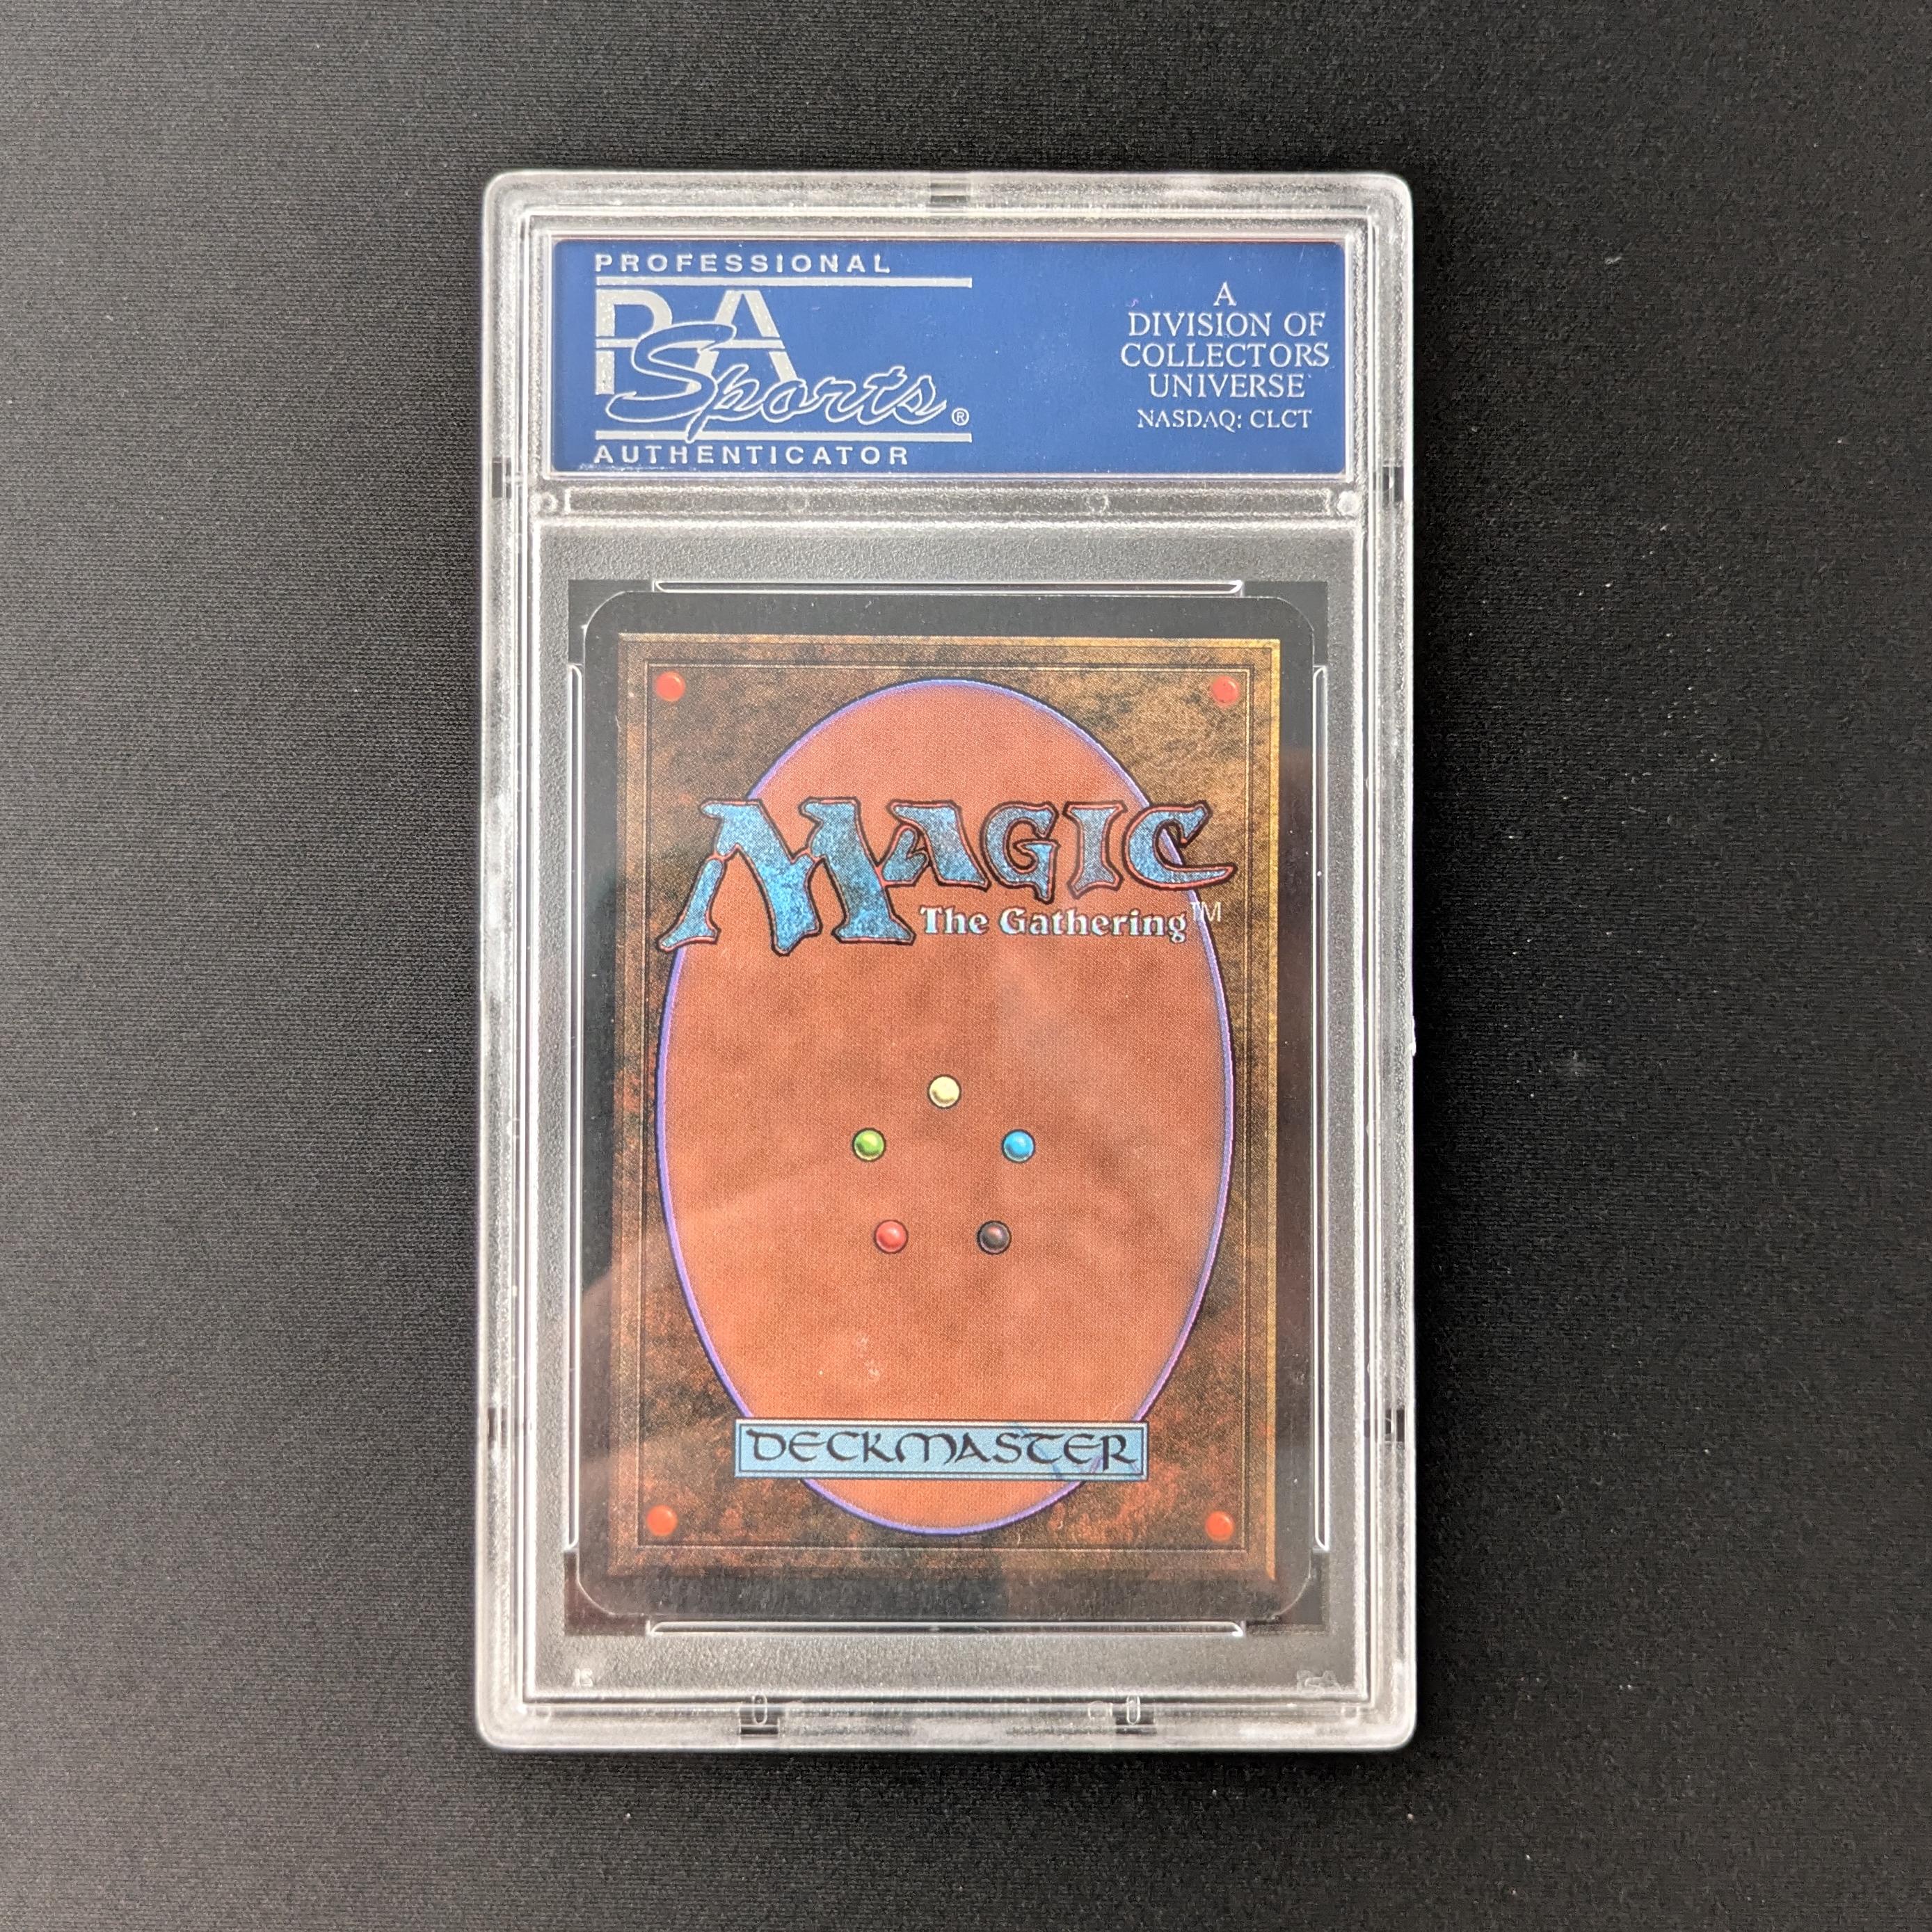 PROFESSIONAL
PSA
Sports®
AUTHENTICATOR
A
DIVISION OF
COLLECTORS
UNIVERSE
NASDAQ: CLCT
MAGIC
The Gathering™
DECKMASTER